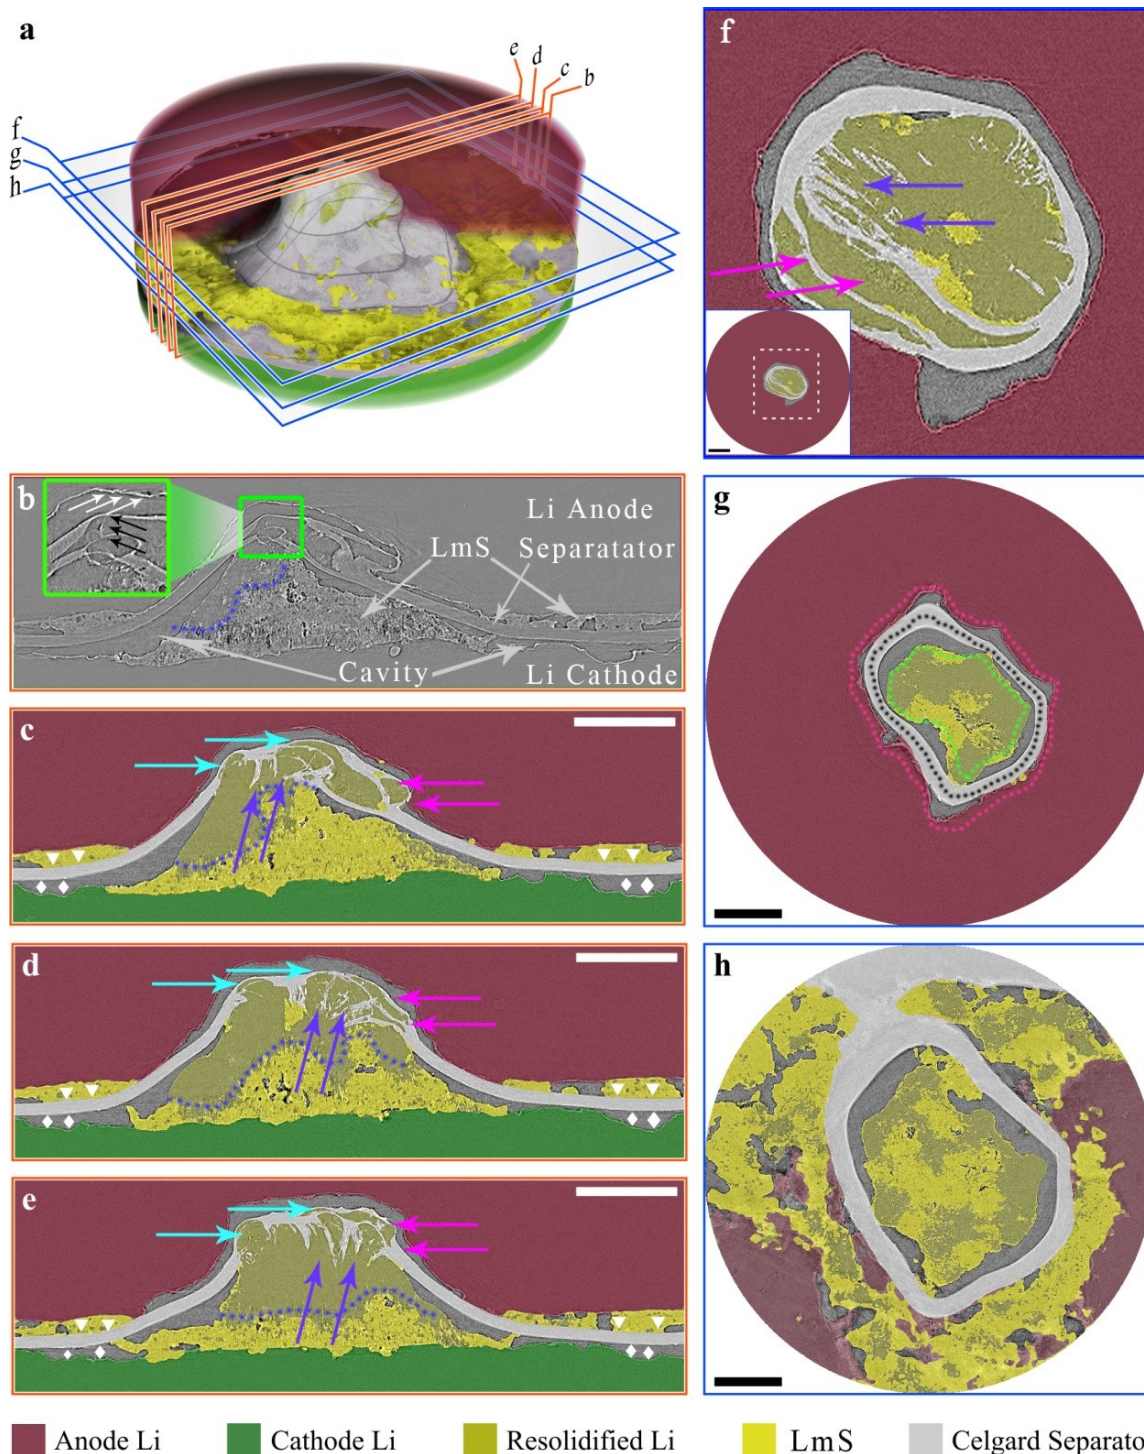 a
e
d
c
b
f
g
h
f
b
Li Anode
LmS
Separatator
Cavity
Li Cathode
g
c
d
h
e
Anode Li
Cathode Li
Resolidified Li
LmS
Celgard Separato